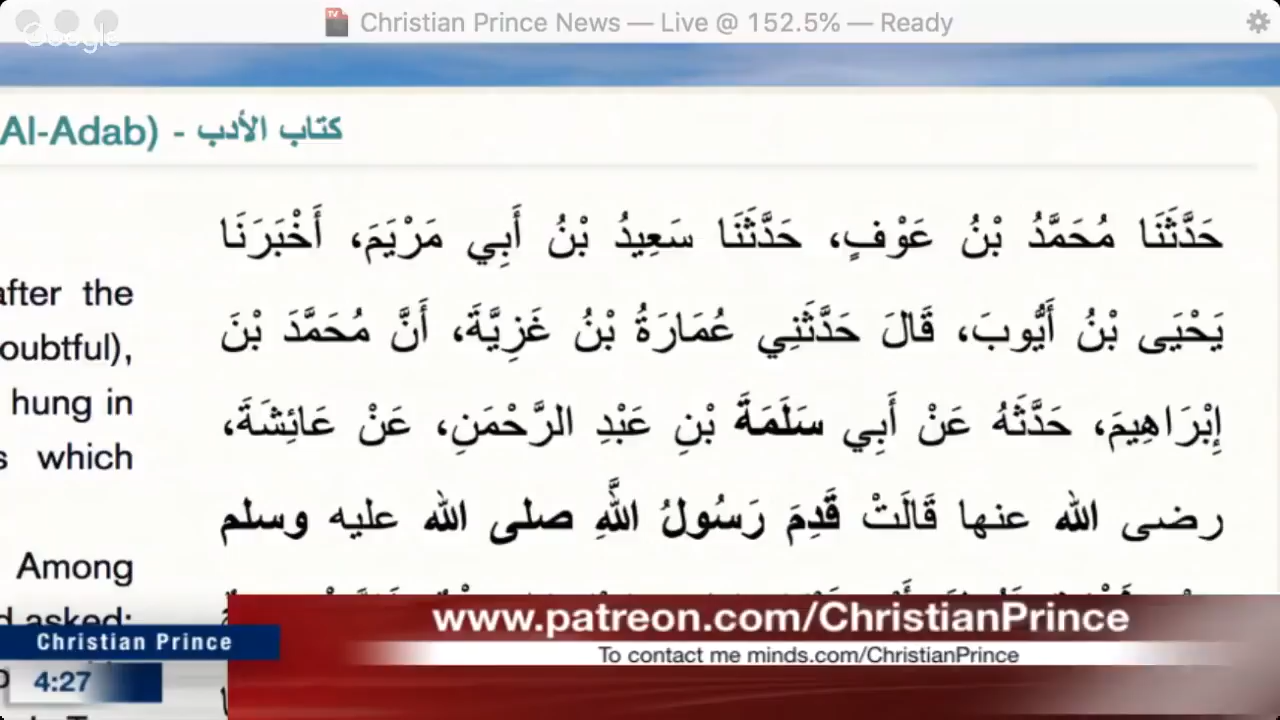 Google
Christian Prince News — Live @ 152.5% — Ready
Al-Adab) - كتاب الأدب
حَدَّثَنَا مُحَمَّدُ بْنُ عَوْفٍ، حَدَّثَنَا سَعِيدُ بْنُ أَبِي مَرْيَمَ، أَخْبَرَنَا
يَحْيَى بْنُ أَيُّوبَ، قَالَ حَدَّثَنِي عُمَارَةُ بْنُ غَزِيَّةَ، أَنَّ مُحَمَّدَ بْنَ
إِبْرَاهِيمَ، حَدَّثَهُ عَنْ أَبِي سَلَمَةَ بْنِ عَبْدِ الرَّحْمَنِ، عَنْ عَائِشَةَ،
رضى الله عنها قَالَتْ قَدِمَ رَسُولُ اللَّهِ صلى الله عليه وسلم
after the
oubtful),
hung in
s which
Among
d asked:
www.patreon.com/ChristianPrince
To contact me minds.com/ChristianPrince
Christian Prince
4:27